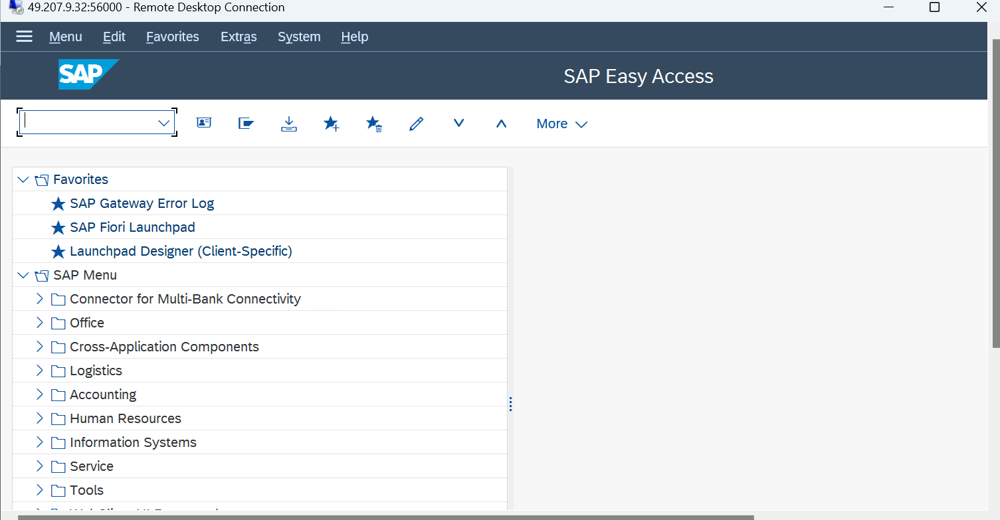 49.207.9.32:56000 - Remote Desktop Connection
Menu Edit Favorites Extras System Help
SAP
SAP Easy Access
More
Favorites
SAP Gateway Error Log
SAP Fiori Launchpad
Launchpad Designer (Client-Specific)
SAP Menu
Connector for Multi-Bank Connectivity
Office
Cross-Application Components
Logistics
Accounting
Human Resources
Information Systems
Service
Tools